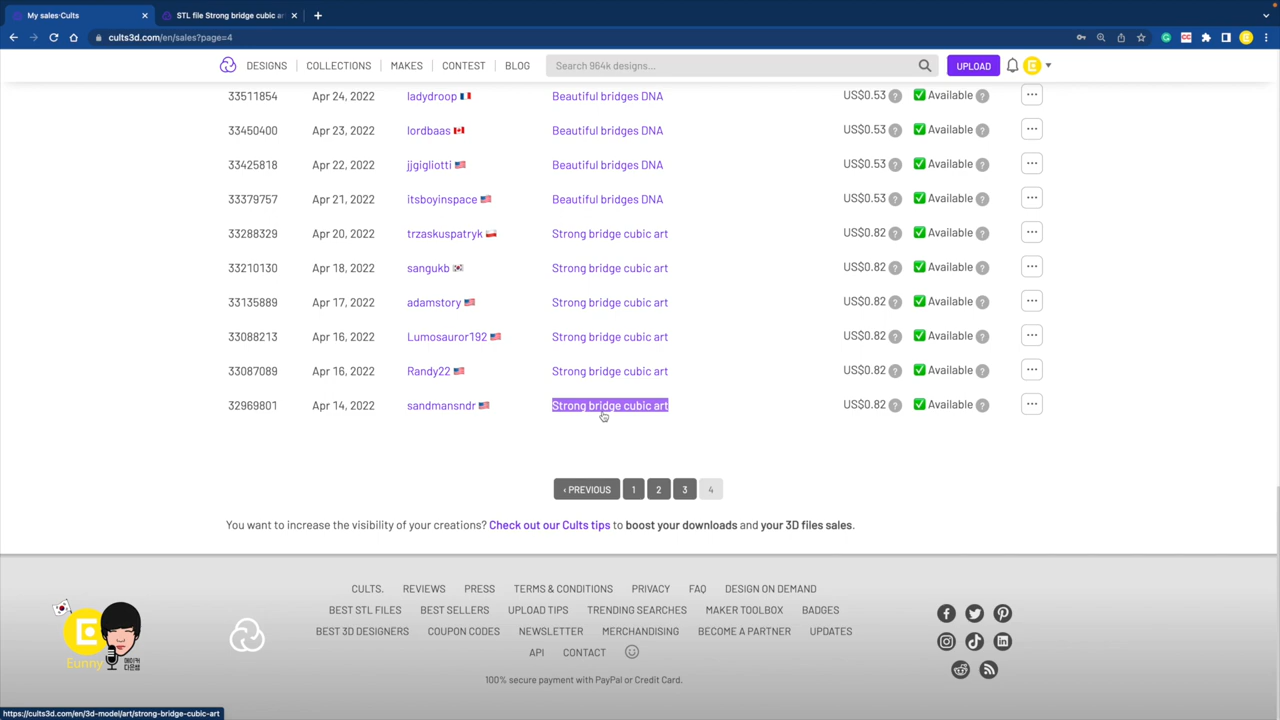 My sales·Cults
STL file Strong bridge cubic ar
cults3d.com/en/sales?page=4
DESIGNS
COLLECTIONS
MAKES
CONTEST
BLOG
Search 964k designs...
UPLOAD
33511854 Apr 24, 2022 ladydroop Beautiful bridges DNA US$0.53 ? Available ? ...
33450400 Apr 23, 2022 lordbaas Beautiful bridges DNA US$0.53 ? Available ? ...
33425818 Apr 22, 2022 jjgigliotti Beautiful bridges DNA US$0.53 ? Available ? ...
33379757 Apr 21, 2022 itsboyinspace Beautiful bridges DNA US$0.53 ? Available ? ...
33288329 Apr 20, 2022 trzaskuspatryk Strong bridge cubic art US$0.82 ? Available ? ...
33210130 Apr 18, 2022 sangukb Strong bridge cubic art US$0.82 ? Available ? ...
33135889 Apr 17, 2022 adamstory Strong bridge cubic art US$0.82 ? Available ? ...
33088213 Apr 16, 2022 Lumosauror192 Strong bridge cubic art US$0.82 ? Available ? ...
33087089 Apr 16, 2022 Randy22 Strong bridge cubic art US$0.82 ? Available ? ...
32969801 Apr 14, 2022 sandmansndr Strong bridge cubic art US$0.82 ? Available ? ...
‹ PREVIOUS 1 2 3 4
You want to increase the visibility of your creations? Check out our Cults tips to boost your downloads and your 3D files sales.
CULTS. REVIEWS PRESS TERMS & CONDITIONS PRIVACY FAQ DESIGN ON DEMAND
BEST STL FILES BEST SELLERS UPLOAD TIPS TRENDING SEARCHES MAKER TOOLBOX BADGES
BEST 3D DESIGNERS COUPON CODES NEWSLETTER MERCHANDISING BECOME A PARTNER UPDATES
API CONTACT
100% secure payment with PayPal or Credit Card.
Eunny
메이커
다은쌤
https://cults3d.com/en/3d-model/art/strong-bridge-cubic-art